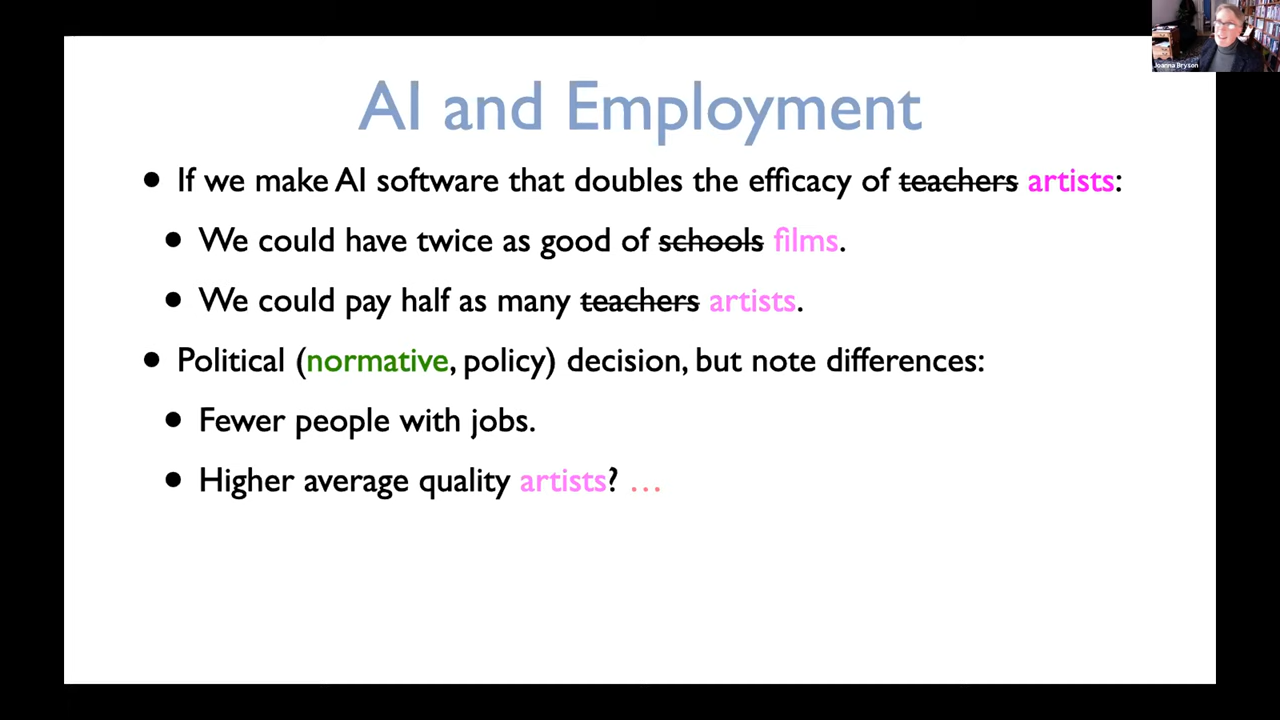 AI and Employment
• If we make AI software that doubles the efficacy of teachers artists:
• We could have twice as good of schools films.
• We could pay half as many teachers artists.
• Political (normative, policy) decision, but note differences:
• Fewer people with jobs.
• Higher average quality artists? ...
Joanna Bryson